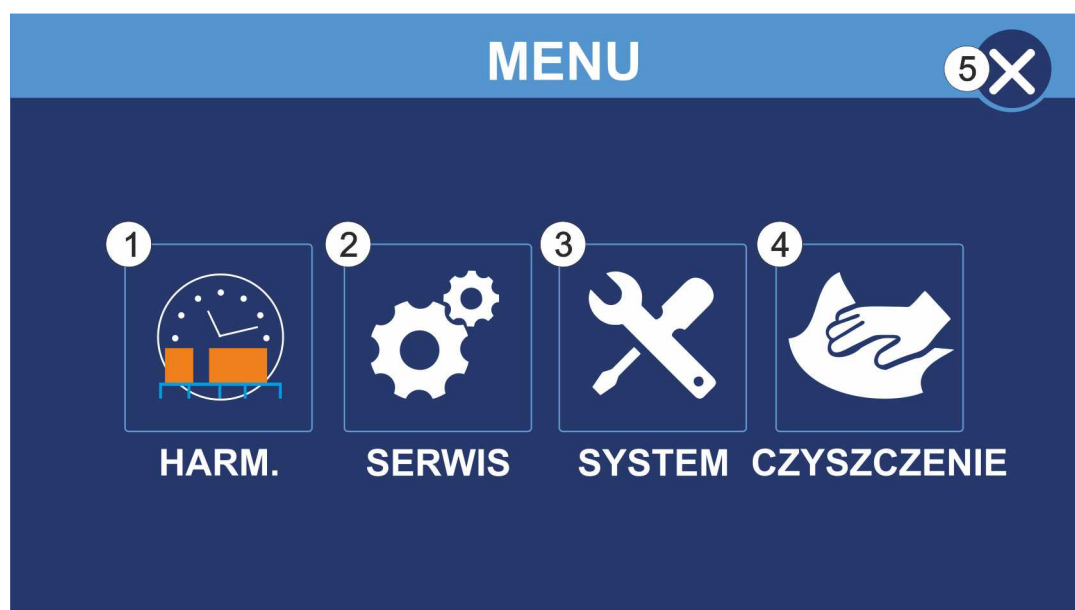 MENU
5
1
2
3
4
HARM.
SERWIS
SYSTEM
CZYSZCZENIE